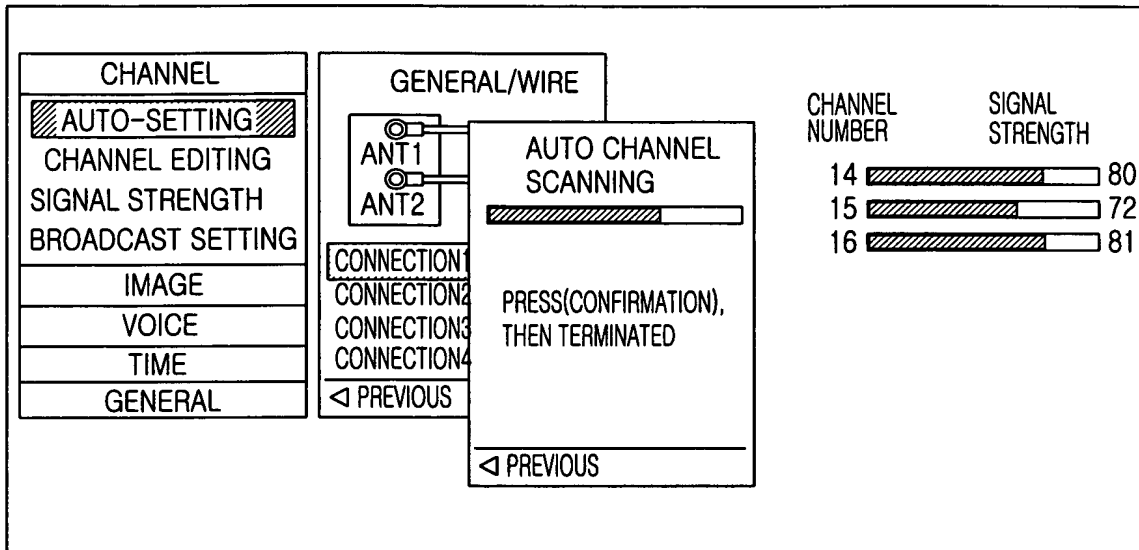 CHANNEL
AUTO-SETTING
CHANNEL EDITING
SIGNAL STRENGTH
BROADCAST SETTING
IMAGE
VOICE
TIME
GENERAL
GENERAL/WIRE
ANT1
ANT2
CONNECTION1
CONNECTION2
CONNECTION3
CONNECTION4
◁ PREVIOUS
AUTO CHANNEL
SCANNING
PRESS(CONFIRMATION),
THEN TERMINATED
◁ PREVIOUS
CHANNEL NUMBER SIGNAL STRENGTH
14 80
15 72
16 81